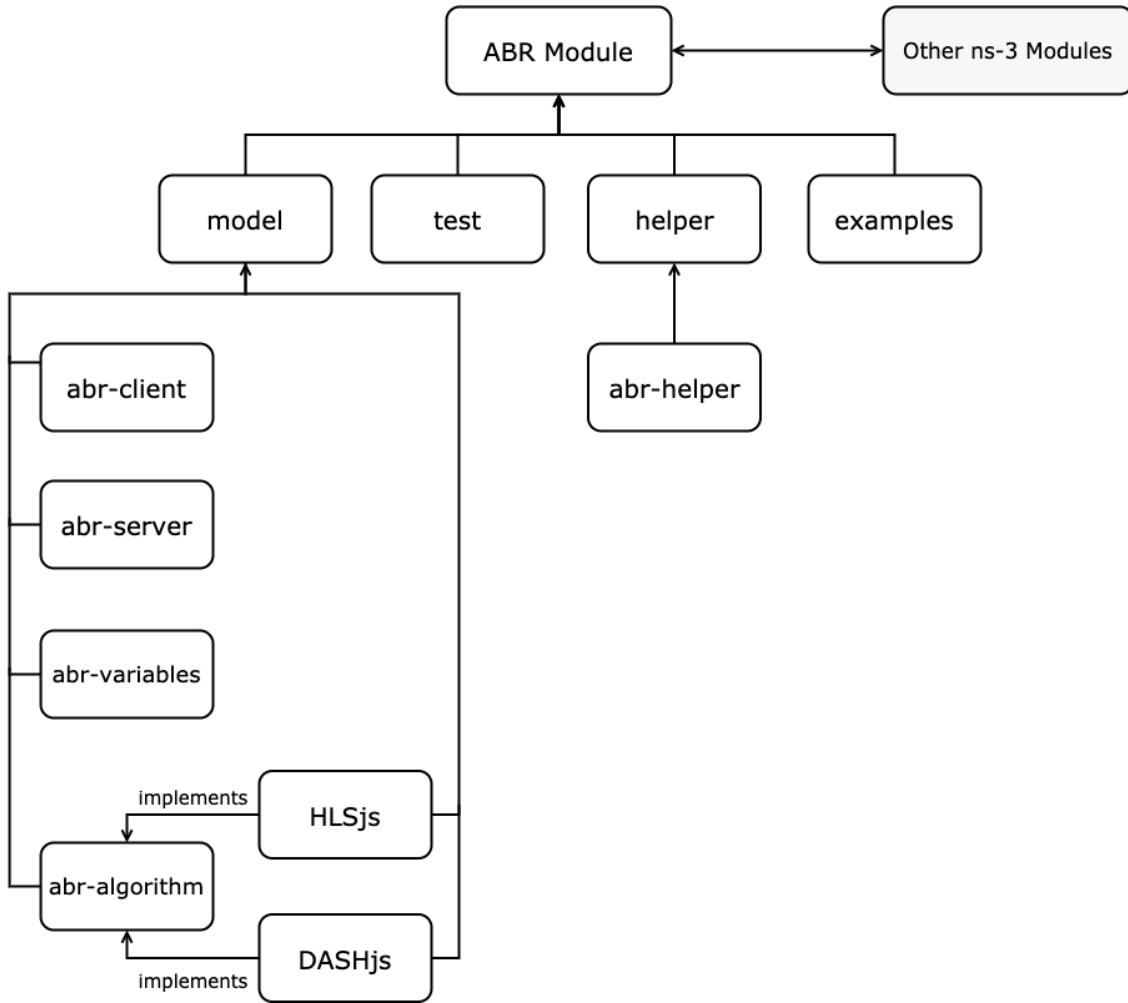 ABR Module
Other ns-3 Modules
model
test
helper
examples
abr-client
abr-helper
abr-server
abr-variables
implements
HLSjs
abr-algorithm
DASHjs
implements